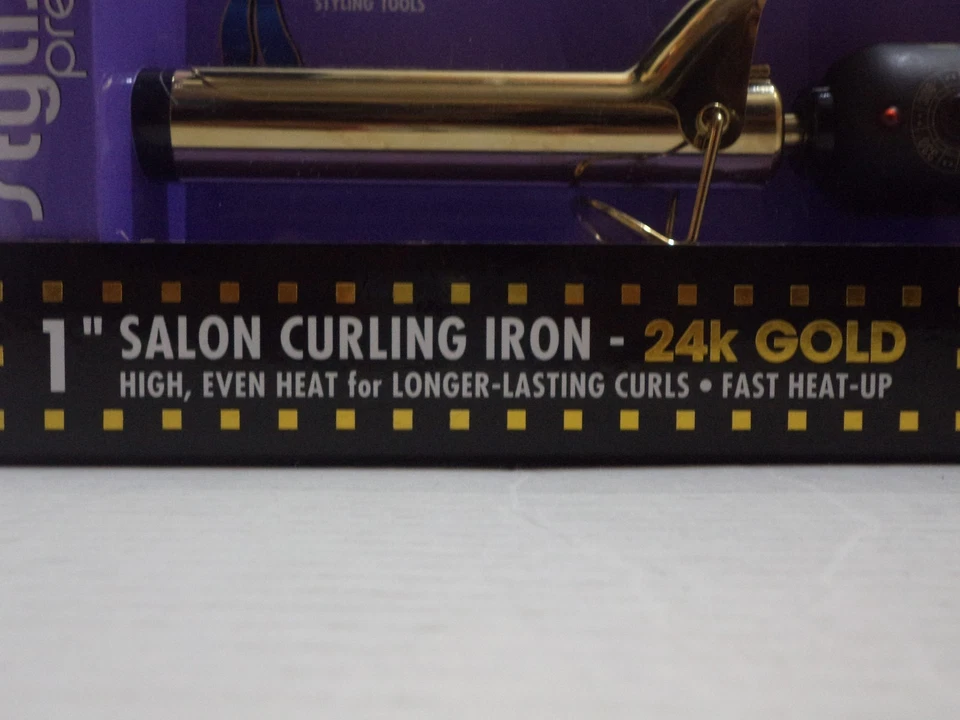 STYLING TOOLS
1" SALON CURLING IRON - 24k GOLD
HIGH, EVEN HEAT for LONGER-LASTING CURLS • FAST HEAT-UP